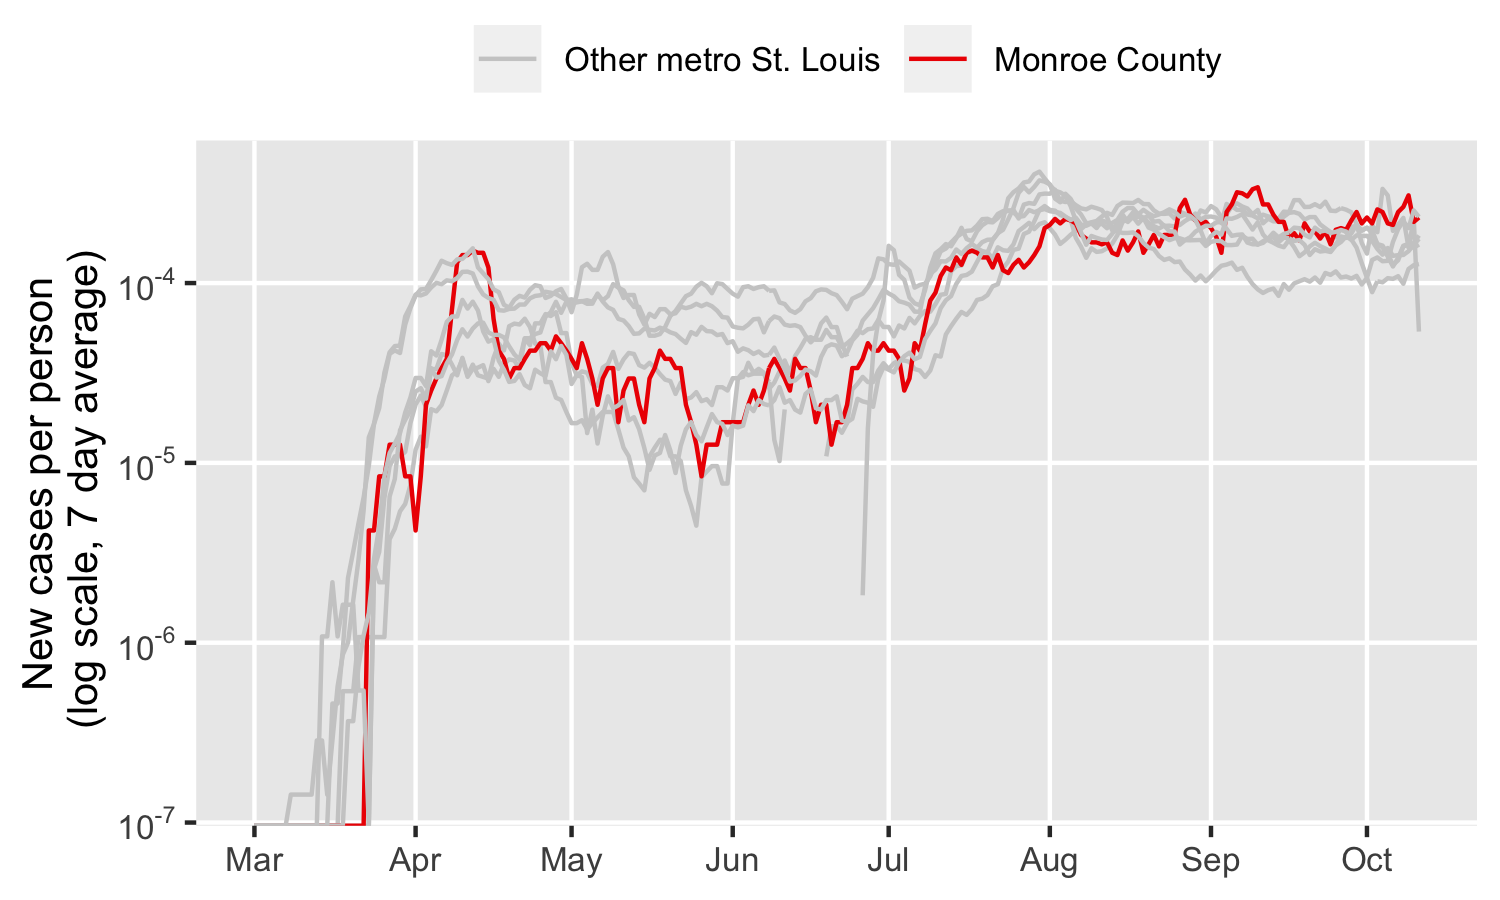 Other metro St. Louis Monroe County
New cases per person
(log scale, 7 day average)
10⁻⁴
10⁻⁵
10⁻⁶
10⁻⁷
Mar Apr May Jun Jul Aug Sep Oct